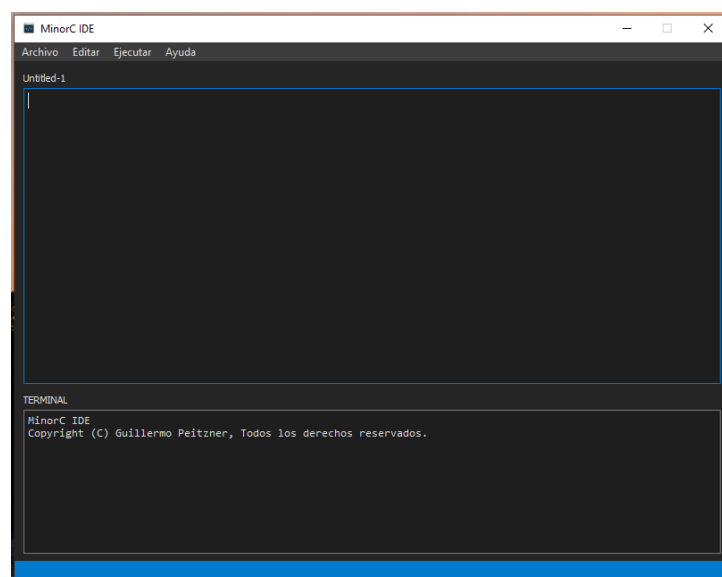 MinorC IDE
Archivo Editar Ejecutar Ayuda
Untitled-1
TERMINAL
MinorC IDE
Copyright (C) Guillermo Peitzner, Todos los derechos reservados.